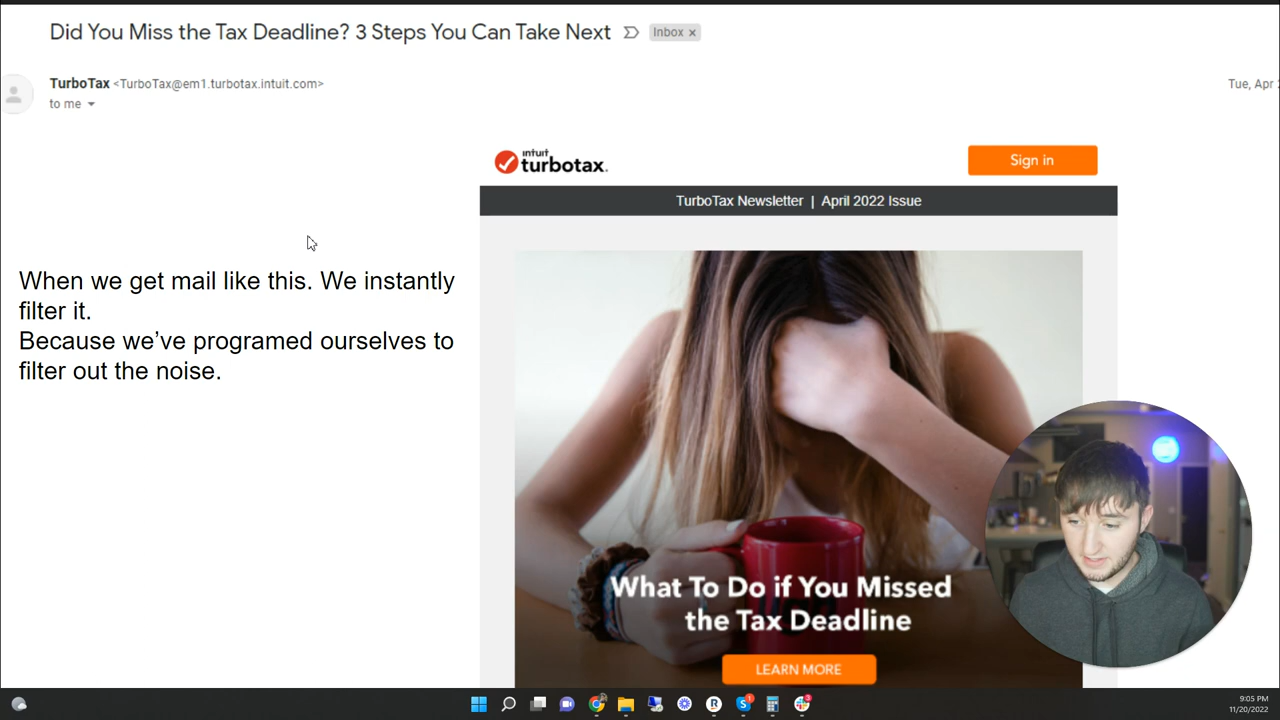 Did You Miss the Tax Deadline? 3 Steps You Can Take Next
Inbox ×
TurboTax <TurboTax@em1.turbotax.intuit.com>
Tue, Apr
to me
intuit
turbotax.
Sign in
TurboTax Newsletter | April 2022 Issue
When we get mail like this. We instantly
filter it.
Because we’ve programed ourselves to
filter out the noise.
What To Do if You Missed
the Tax Deadline
LEARN MORE
9:05 PM
11/20/2022